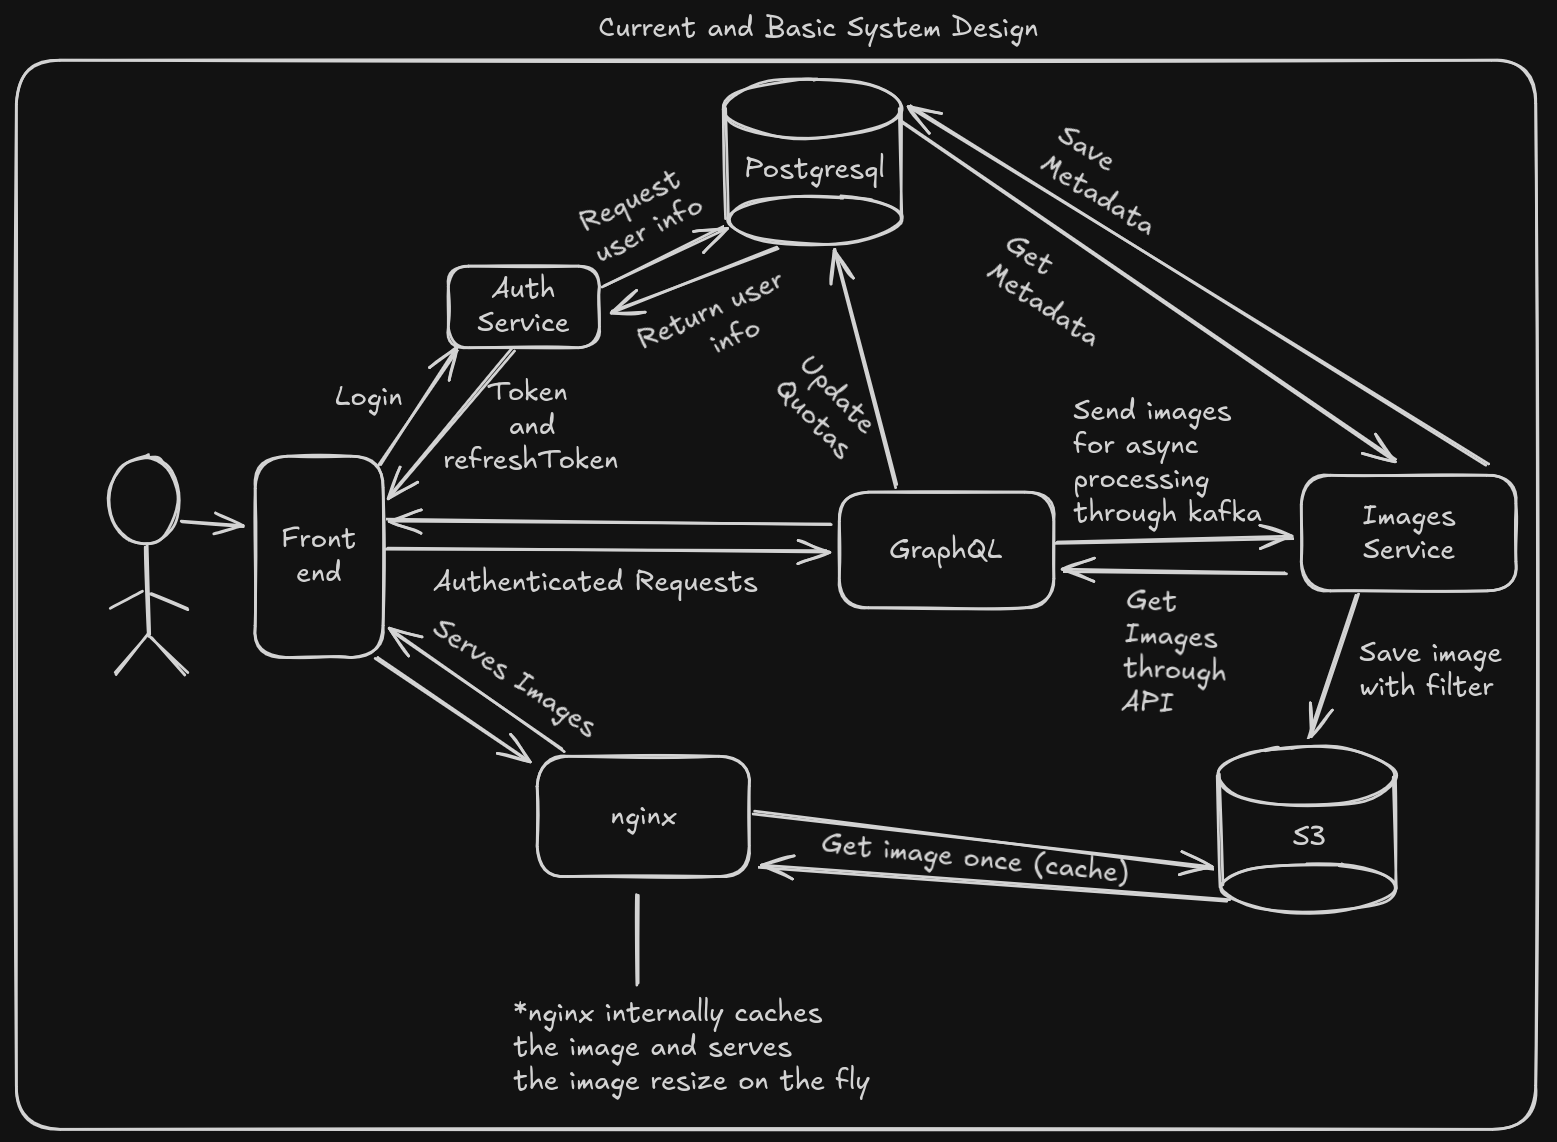 Current and Basic System Design
Postgresql
Save
Metadata
Get
Metadata
Request
user info
Return user
info
Auth
Service
Login
Token
and
refreshToken
Update
Quotas
Send images
for async
processing
through kafka
Front
end
GraphQL
Images
Service
Authenticated Requests
Get
Images
through
API
Serves Images
Save image
with filter
nginx
Get image once (cache)
S3
*nginx internally caches
the image and serves
the image resize on the fly